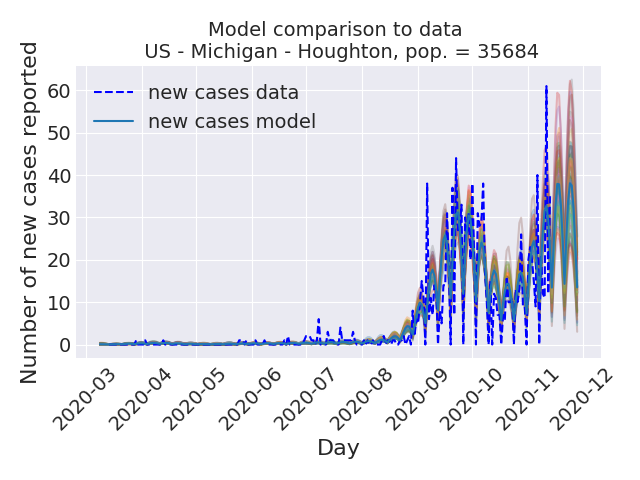 Model comparison to data
US - Michigan - Houghton, pop. = 35684
Number of new cases reported
60
50
40
30
20
10
0
new cases data
new cases model
2020-03
2020-04
2020-05
2020-06
2020-07
2020-08
2020-09
2020-10
2020-11
2020-12
Day